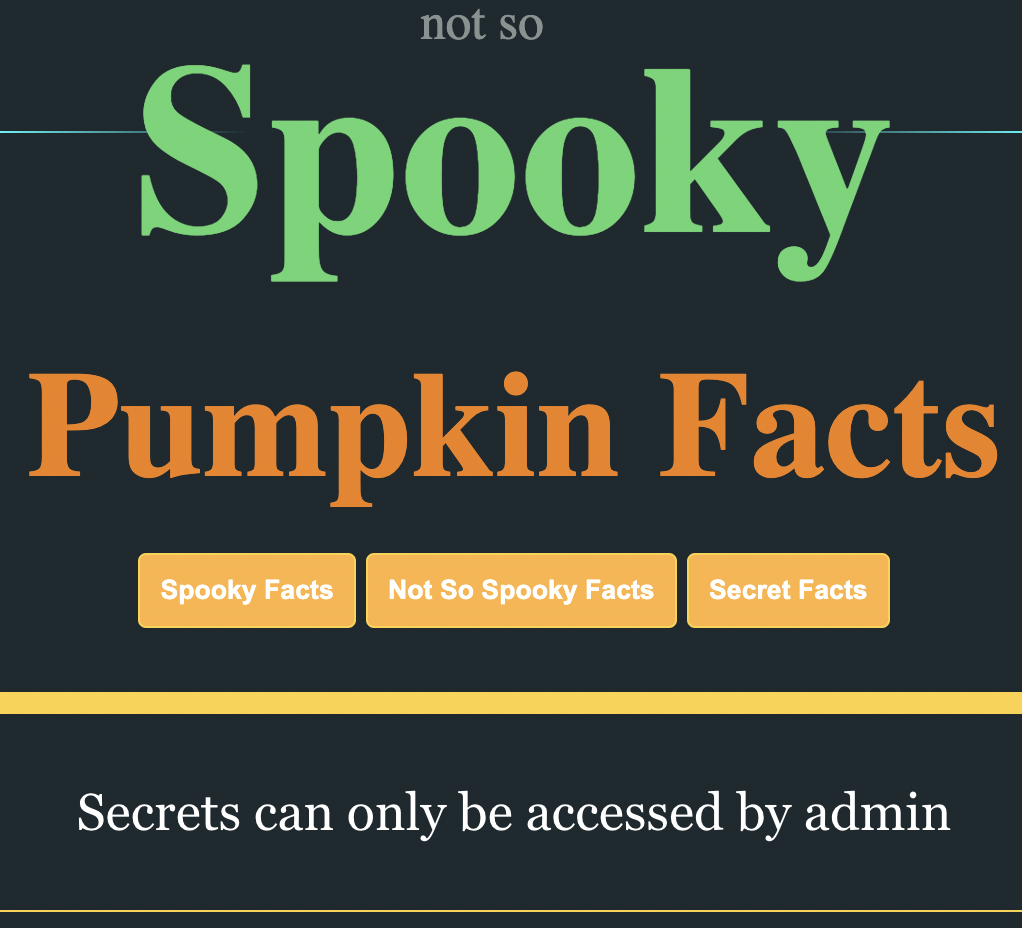 not so
Spooky
Pumpkin Facts
Spooky Facts
Not So Spooky Facts
Secret Facts
Secrets can only be accessed by admin